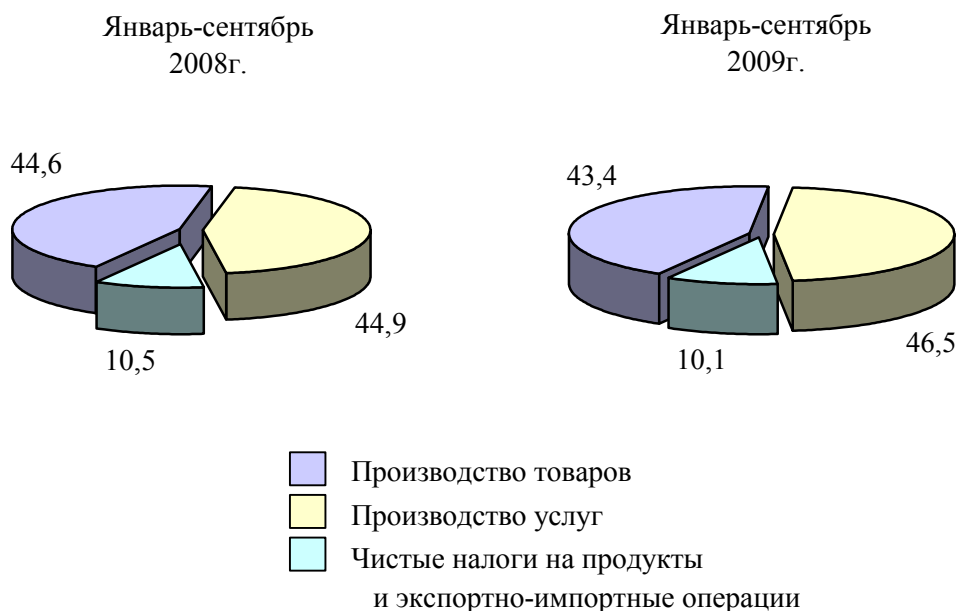 Январь-сентябрь
2008г.
44,6
44,9
10,5
Январь-сентябрь
2009г.
43,4
46,5
10,1
Производство товаров
Производство услуг
Чистые налоги на продукты
и экспортно-импортные операции